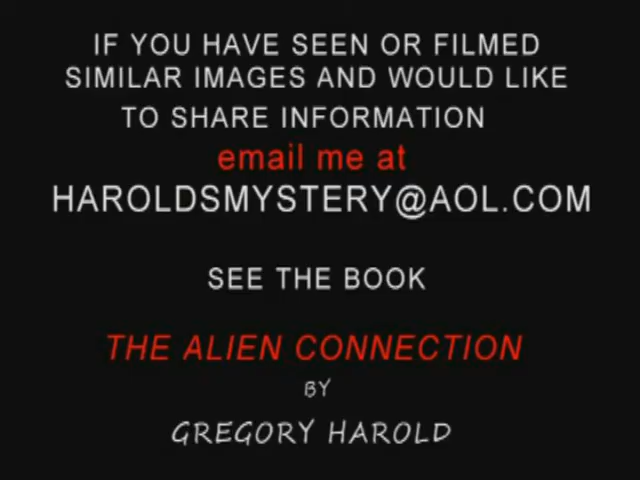 IF YOU HAVE SEEN OR FILMED
SIMILAR IMAGES AND WOULD LIKE
TO SHARE INFORMATION
email me at
HAROLDSMYSTERY@AOL.COM
SEE THE BOOK
THE ALIEN CONNECTION
BY
GREGORY HAROLD